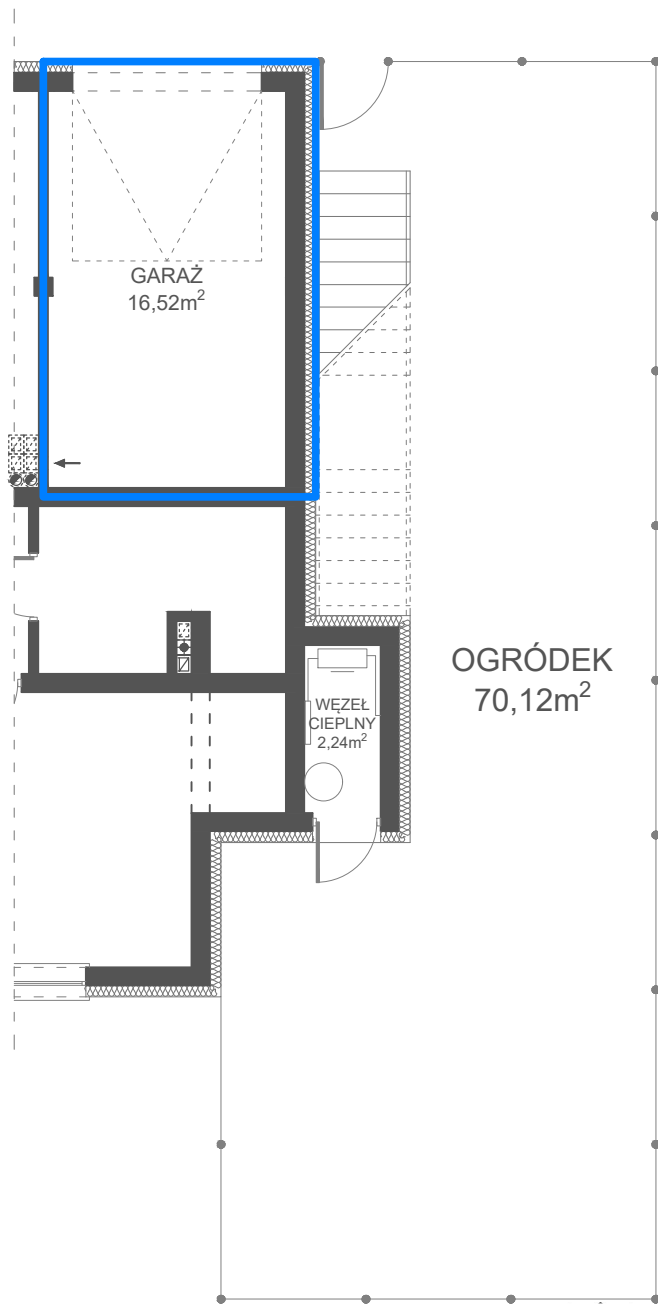 GARAŻ
16,52m²
OGRÓDEK
70,12m²
WĘZEŁ
CIEPLNY
2,24m²